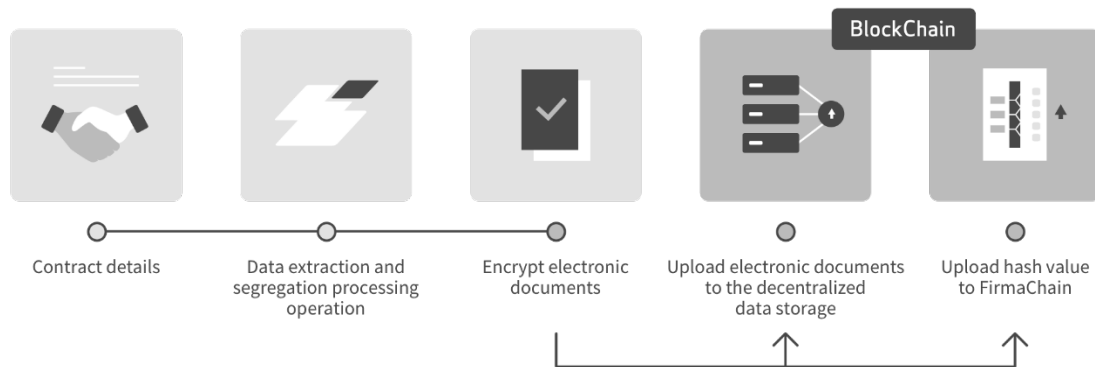 BlockChain
Contract details
Data extraction and
segregation processing
operation
Encrypt electronic
documents
Upload electronic documents
to the decentralized
data storage
Upload hash value
to FirmaChain